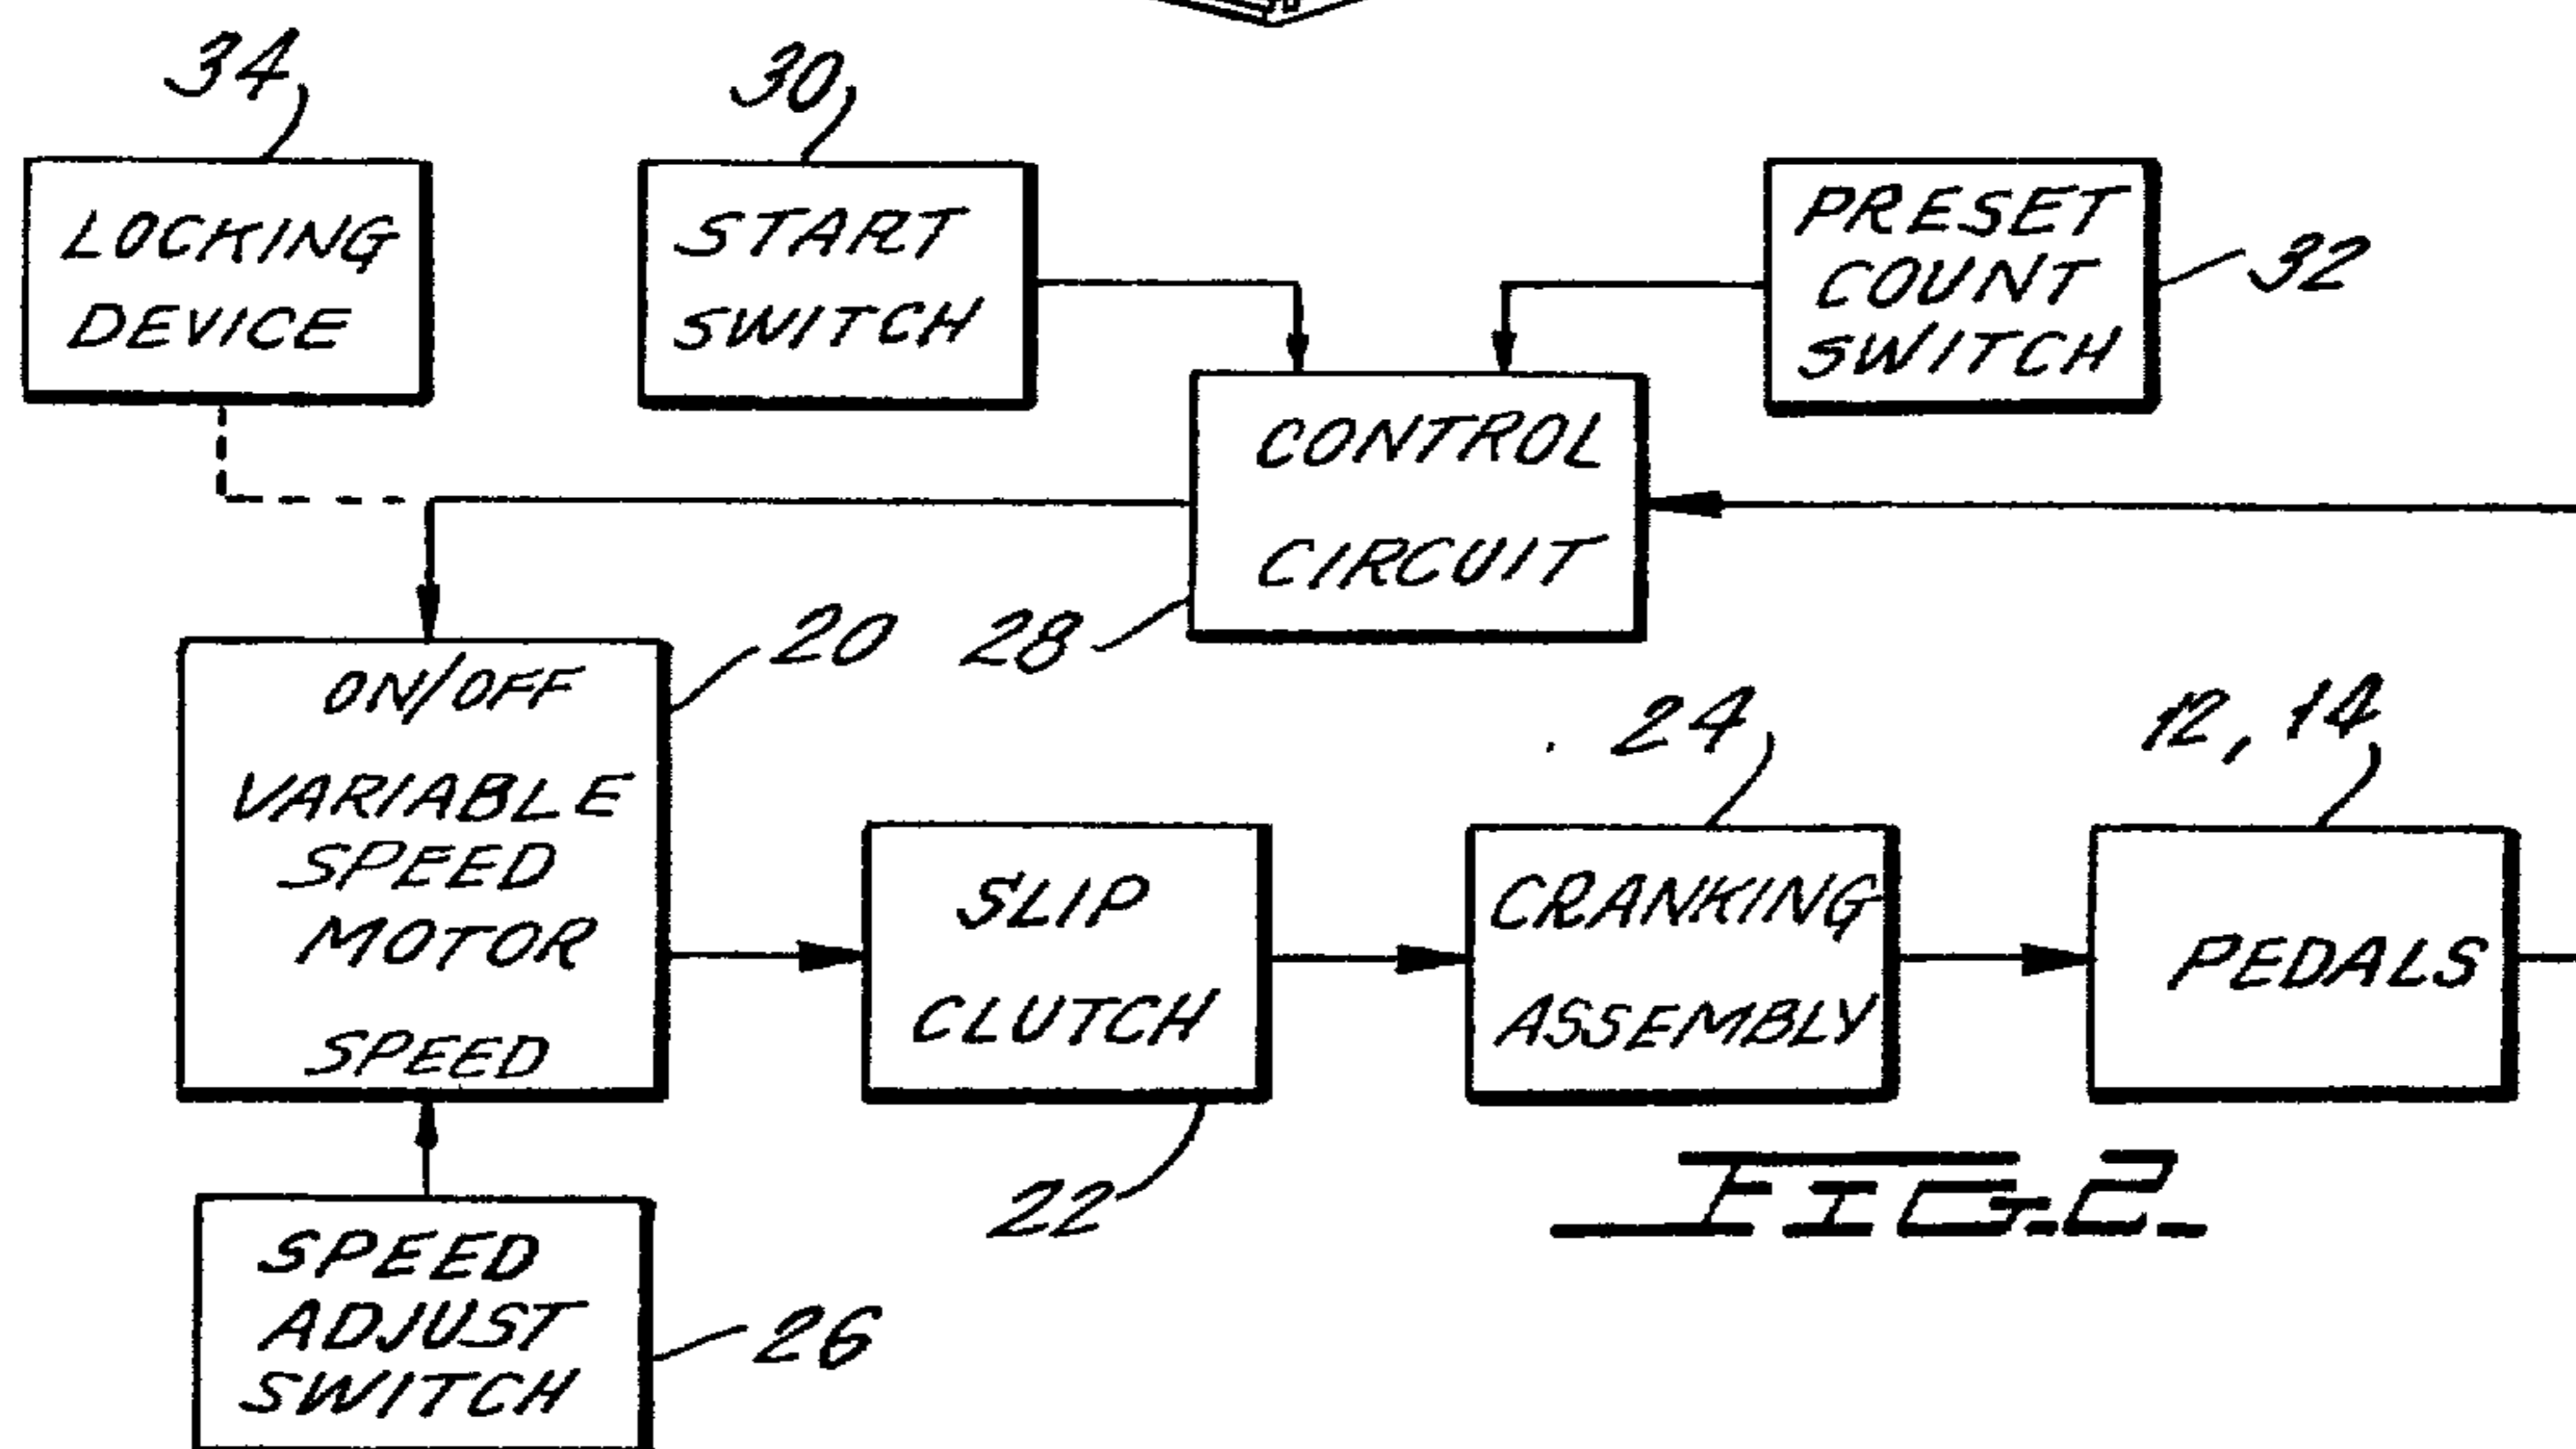 34
30
LOCKING
DEVICE
START
SWITCH
PRESET
COUNT
SWITCH
32
CONTROL
CIRCUIT
28
20
ON/OFF
VARIABLE
SPEED
MOTOR
SPEED
24
12, 14
SLIP
CLUTCH
22
CRANKING
ASSEMBLY
PEDALS
SPEED
ADJUST
SWITCH
26
FIG. 2.